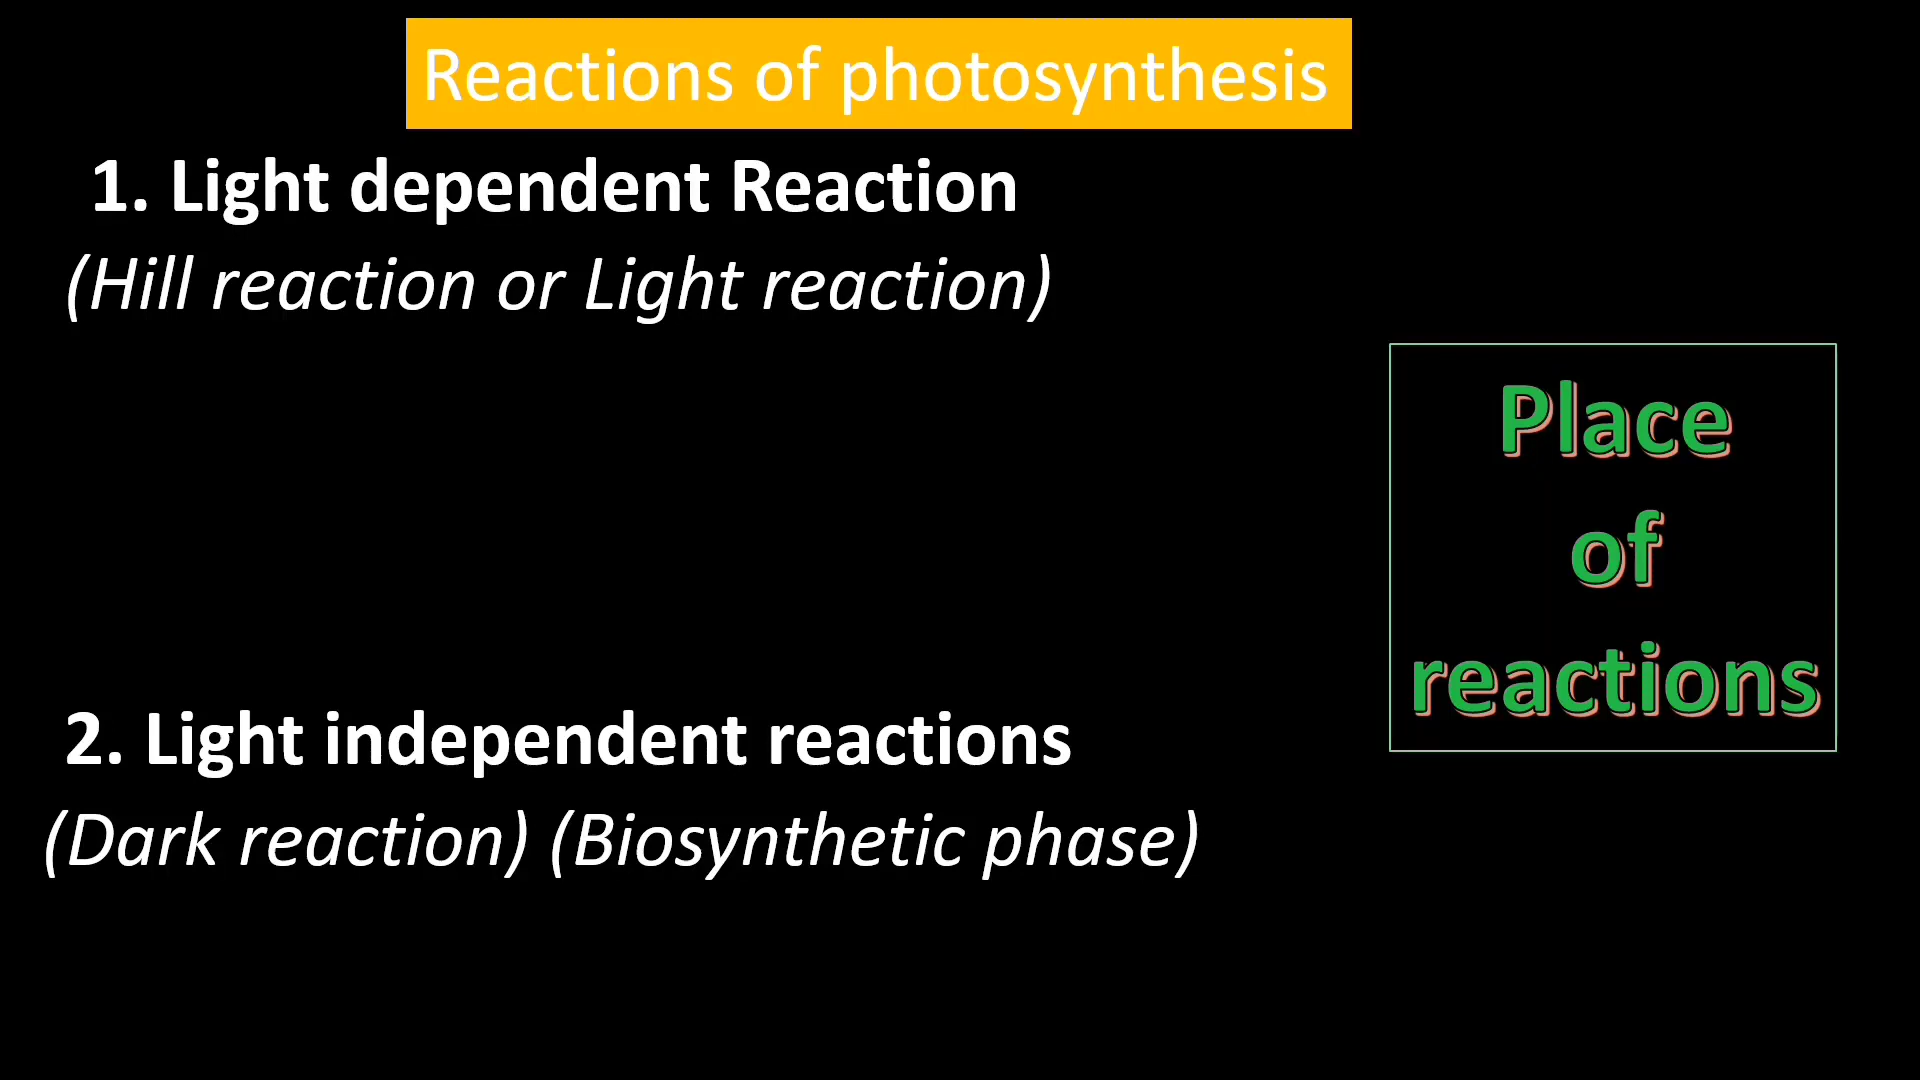 Reactions of photosynthesis
1. Light dependent Reaction
(Hill reaction or Light reaction)
Place
of
reactions
2. Light independent reactions
(Dark reaction) (Biosynthetic phase)